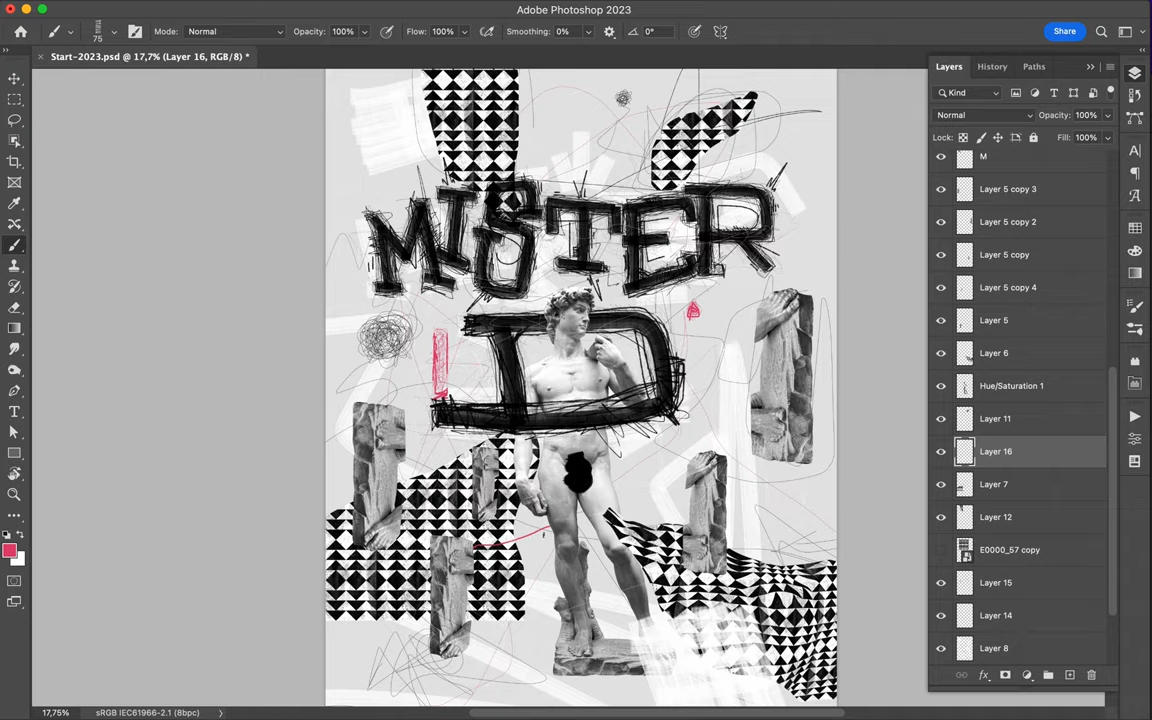 Adobe Photoshop 2023
75
Mode: Normal
Opacity: 100%
Flow: 100%
Smoothing: 0%
0°
Share
Start-2023.psd @ 17,7% (Layer 16, RGB/8) *
Layers
History
Paths
Kind
Normal
Opacity: 100%
Lock:
Fill: 100%
M
Layer 5 copy 3
Layer 5 copy 2
Layer 5 copy
Layer 5 copy 4
Layer 5
Layer 6
Hue/Saturation 1
Layer 11
Layer 16
Layer 7
Layer 12
E0000_57 copy
Layer 15
Layer 14
Layer 8
fx
MISTER
D
17,75%
sRGB IEC61966-2.1 (8bpc)